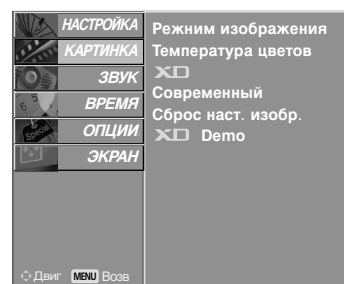 НАСТРОЙКА
КАРТИНКА
ЗВУК
ВРЕМЯ
Special
ОПЦИИ
ЭКРАН
Режним изображения
Температура цветов
XD
Современный
Сброс наст. изобр.
XD Demo
Двиг MENU Возв